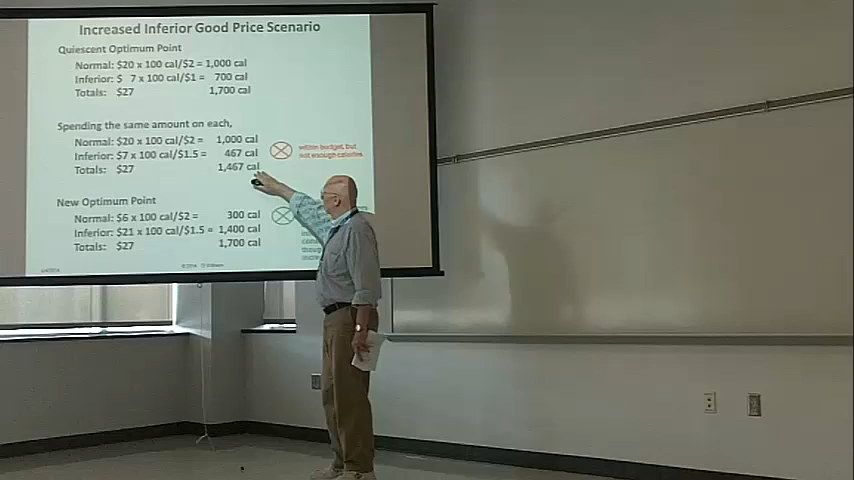 Increased Inferior Good Price Scenario
Quiescent Optimum Point
Normal: $20 x 100 cal/$2 = 1,000 cal
Inferior: $ 7 x 100 cal/$1 = 700 cal
Totals: $27 1,700 cal
Spending the same amount on each,
Normal: $20 x 100 cal/$2 = 1,000 cal
Inferior: $7 x 100 cal/$1.5 = 467 cal
Totals: $27 1,467 cal
within budget, but
not enough calories
New Optimum Point
Normal: $6 x 100 cal/$2 = 300 cal
Inferior: $21 x 100 cal/$1.5 = 1,400 cal
Totals: $27 1,700 cal